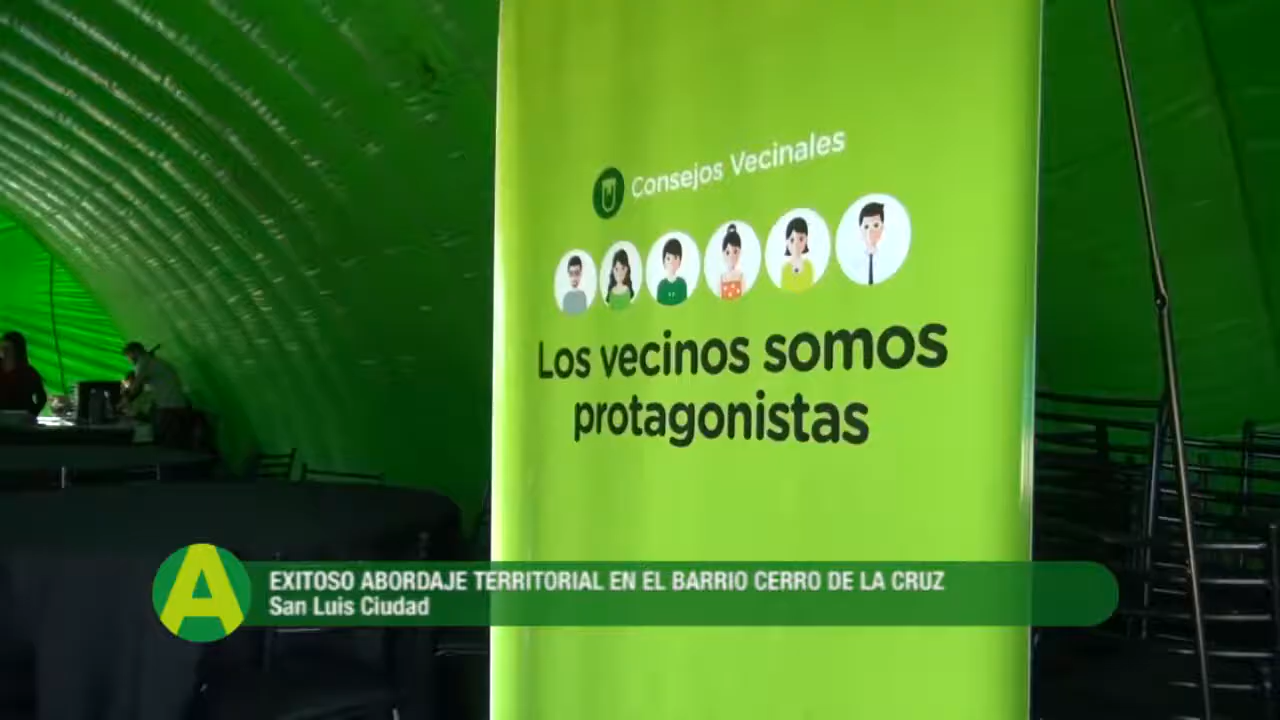 Consejos Vecinales
Los vecinos somos
protagonistas
A
EXITOSO ABORDAJE TERRITORIAL EN EL BARRIO CERRO DE LA CRUZ
San Luis Ciudad